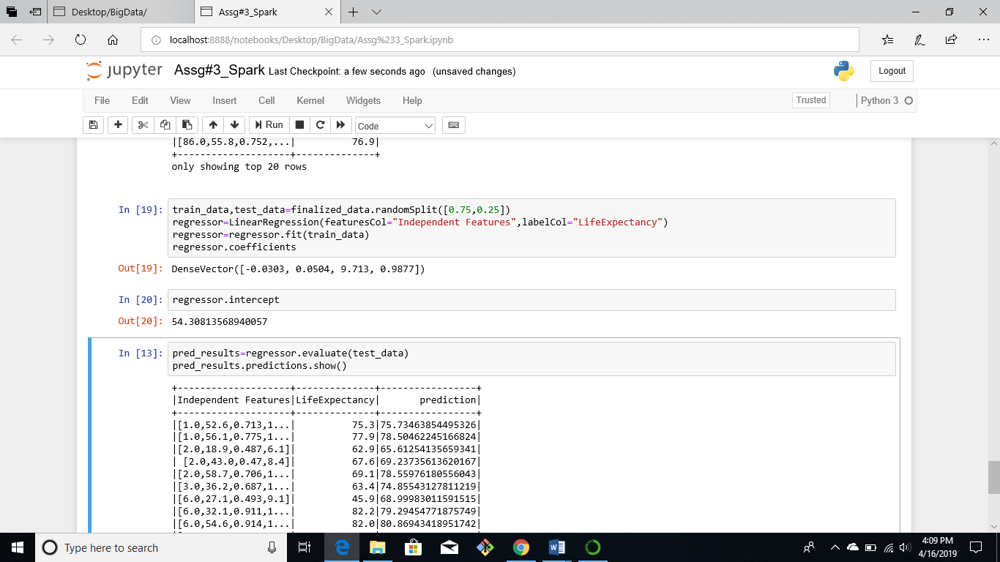 Desktop/BigData/
Assg#3_Spark
localhost:8888/notebooks/Desktop/BigData/Assg%233_Spark.ipynb
jupyter Assg#3_Spark Last Checkpoint: a few seconds ago (unsaved changes)
Logout
File Edit View Insert Cell Kernel Widgets Help
Trusted
Python 3
Run
Code
|[86.0,55.8,0.752,...|          76.9|
+--------------------+--------------+
only showing top 20 rows
In [19]: train_data,test_data=finalized_data.randomSplit([0.75,0.25])
regressor=LinearRegression(featuresCol="Independent Features",labelCol="LifeExpectancy")
regressor=regressor.fit(train_data)
regressor.coefficients
Out[19]: DenseVector([-0.0303, 0.0504, 9.713, 0.9877])
In [20]: regressor.intercept
Out[20]: 54.30813568940057
In [13]: pred_results=regressor.evaluate(test_data)
pred_results.predictions.show()
+--------------------+--------------+-----------------+
|Independent Features|LifeExpectancy|       prediction|
+--------------------+--------------+-----------------+
|[1.0,52.6,0.713,1...|          75.3|75.73463854495326|
|[1.0,56.1,0.775,1...|          77.9|78.50462245166824|
|[2.0,18.9,0.487,6.1]|          62.9|65.61254135659341|
| [2.0,43.0,0.47,8.4]|          67.6|69.23735613620167|
|[2.0,58.7,0.706,1...|          69.1|78.55976180556043|
|[3.0,36.2,0.687,1...|          63.4|74.85543127811219|
|[6.0,27.1,0.493,9.1]|          45.9|68.99983011591515|
|[6.0,32.1,0.911,1...|          82.2|79.29454771875749|
|[6.0,54.6,0.914,1...|          82.0|80.86943418951742|
Type here to search
4:09 PM
4/16/2019